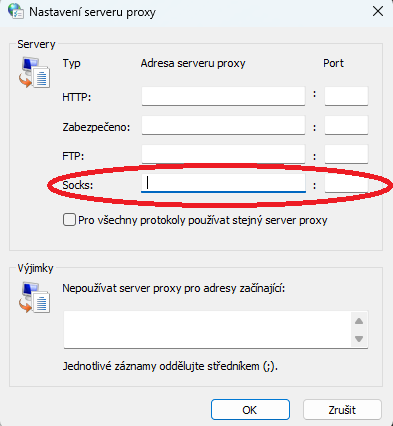 Nastavení serveru proxy
Servery
Typ Adresa serveru proxy Port
HTTP: :
Zabezpečeno: :
FTP: :
Socks: :
Pro všechny protokoly používat stejný server proxy
Výjimky
Nepoužívat server proxy pro adresy začínající:
Jednotlivé záznamy oddělujte středníkem (;).
OK Zrušit